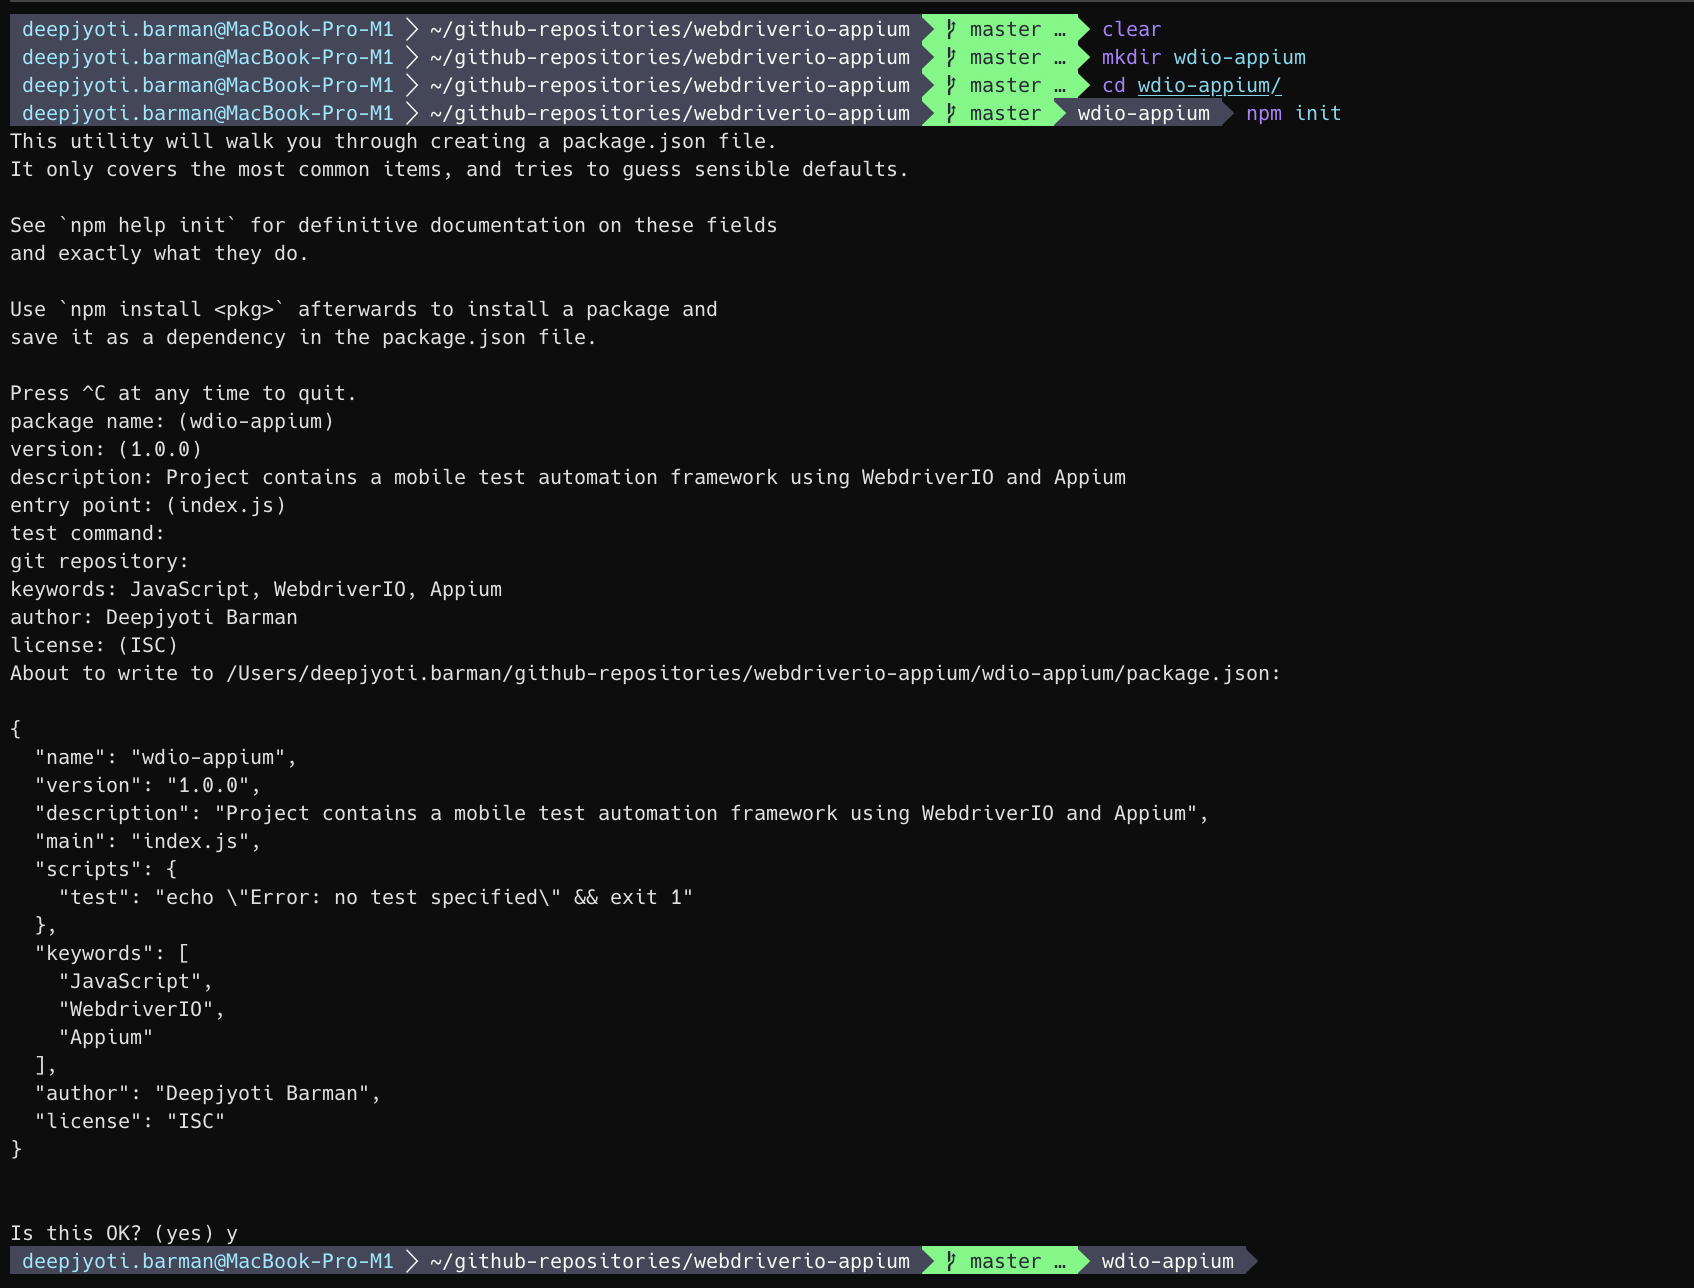 deepjyoti.barman@MacBook-Pro-M1 ~/github-repositories/webdriverio-appium master … clear
deepjyoti.barman@MacBook-Pro-M1 ~/github-repositories/webdriverio-appium master … mkdir wdio-appium
deepjyoti.barman@MacBook-Pro-M1 ~/github-repositories/webdriverio-appium master … cd wdio-appium/
deepjyoti.barman@MacBook-Pro-M1 ~/github-repositories/webdriverio-appium master wdio-appium npm init
This utility will walk you through creating a package.json file.
It only covers the most common items, and tries to guess sensible defaults.

See `npm help init` for definitive documentation on these fields
and exactly what they do.

Use `npm install <pkg>` afterwards to install a package and
save it as a dependency in the package.json file.

Press ^C at any time to quit.
package name: (wdio-appium)
version: (1.0.0)
description: Project contains a mobile test automation framework using WebdriverIO and Appium
entry point: (index.js)
test command:
git repository:
keywords: JavaScript, WebdriverIO, Appium
author: Deepjyoti Barman
license: (ISC)
About to write to /Users/deepjyoti.barman/github-repositories/webdriverio-appium/wdio-appium/package.json:

{
  "name": "wdio-appium",
  "version": "1.0.0",
  "description": "Project contains a mobile test automation framework using WebdriverIO and Appium",
  "main": "index.js",
  "scripts": {
    "test": "echo \"Error: no test specified\" && exit 1"
  },
  "keywords": [
    "JavaScript",
    "WebdriverIO",
    "Appium"
  ],
  "author": "Deepjyoti Barman",
  "license": "ISC"
}

Is this OK? (yes) y
deepjyoti.barman@MacBook-Pro-M1 ~/github-repositories/webdriverio-appium master … wdio-appium